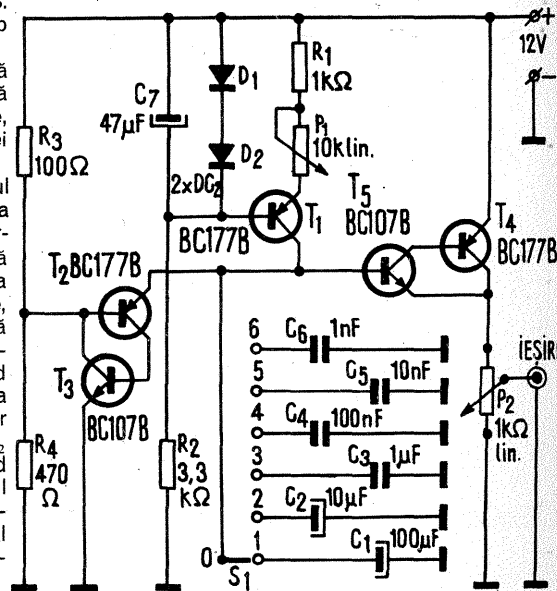 +
12V
−
R3
100Ω
C7
47µF
D1
D2
2xDC2
R1
1kΩ
P1
10k lin.
T1
BC177B
T5
BC107B
T4
BC177B
T2 BC177B
T3
BC107B
R4
470
Ω
R2
3,3
kΩ
6 C6 1nF
5 C5 10nF
4 C4 100nF
3 C3 1µF
2 C2 10µF
1 C1 100µF
0
S1
IEŞIRE
P2
1kΩ
lin.